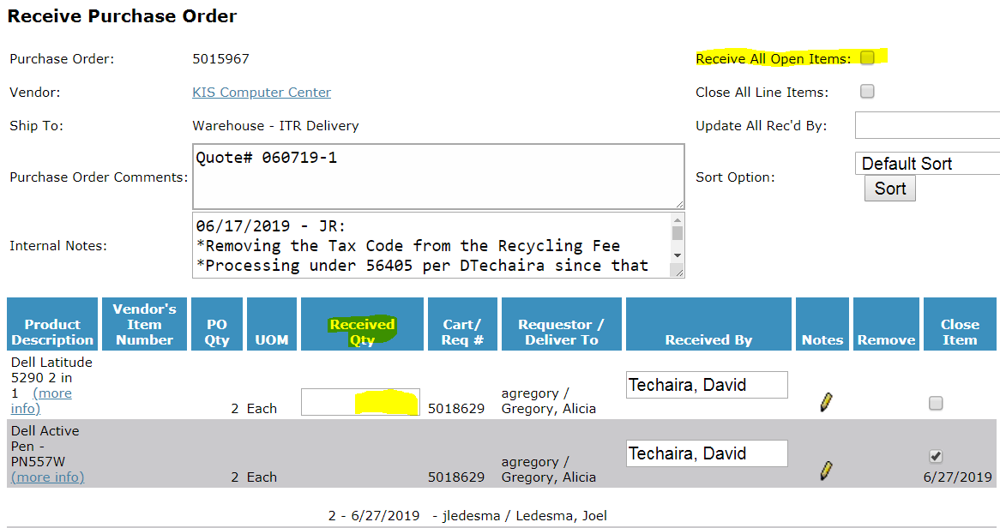 Receive Purchase Order
Purchase Order: 5015967 Receive All Open Items:
Vendor: KIS Computer Center Close All Line Items:
Ship To: Warehouse - ITR Delivery Update All Rec'd By:
Purchase Order Comments: Quote# 060719-1 Sort Option: Default Sort
Sort
Internal Notes: 06/17/2019 - JR:
*Removing the Tax Code from the Recycling Fee
*Processing under 56405 per DTechaira since that
Product Description Vendor's Item Number PO Qty UOM Received Qty Cart/ Req # Requestor / Deliver To Received By Notes Remove Close Item
Dell Latitude
5290 2 in
1 (more
info) 2 Each 5018629 agregory / Gregory, Alicia Techaira, David
Dell Active
Pen -
PN557W
(more info) 2 Each 5018629 agregory / Gregory, Alicia Techaira, David 6/27/2019
2 - 6/27/2019 - jledesma / Ledesma, Joel